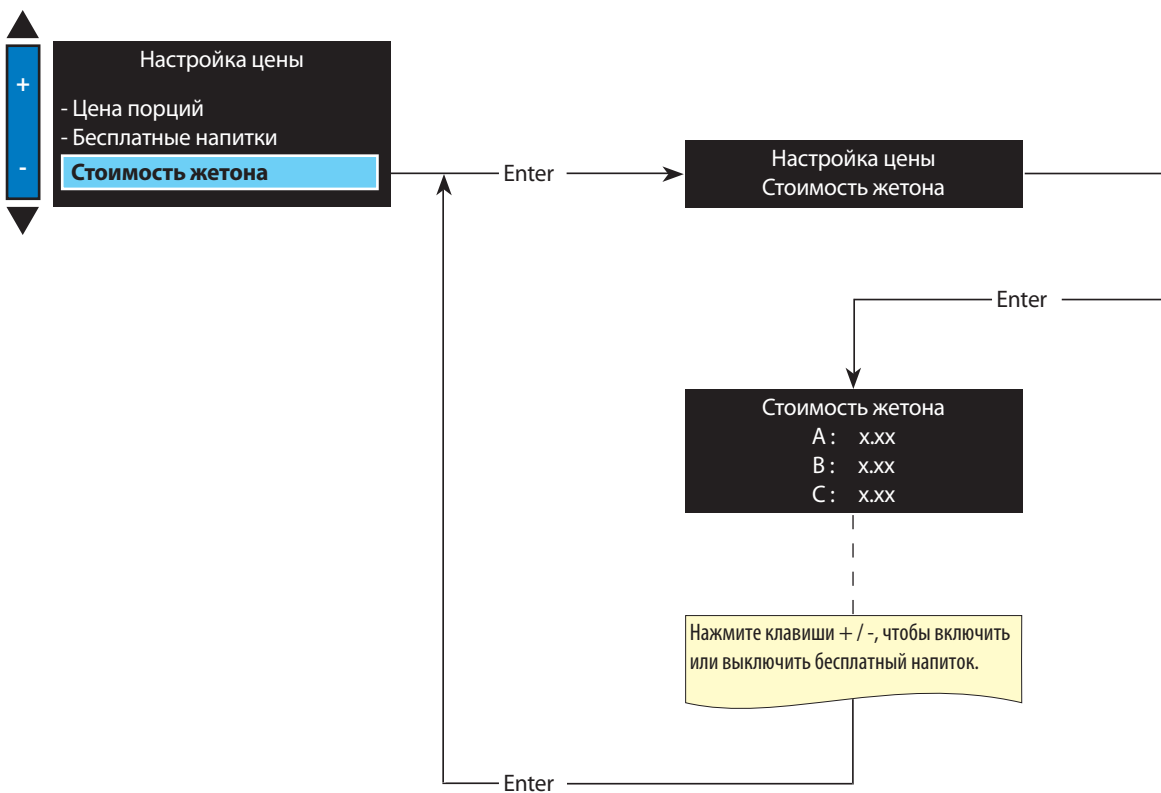 +
-
Настройка цены
- Цена порций
- Бесплатные напитки
Стоимость жетона
Enter
Настройка цены
Стоимость жетона
Enter
Стоимость жетона
A : x.xx
B : x.xx
C : x.xx
Нажмите клавиши + / -, чтобы включить
или выключить бесплатный напиток.
Enter